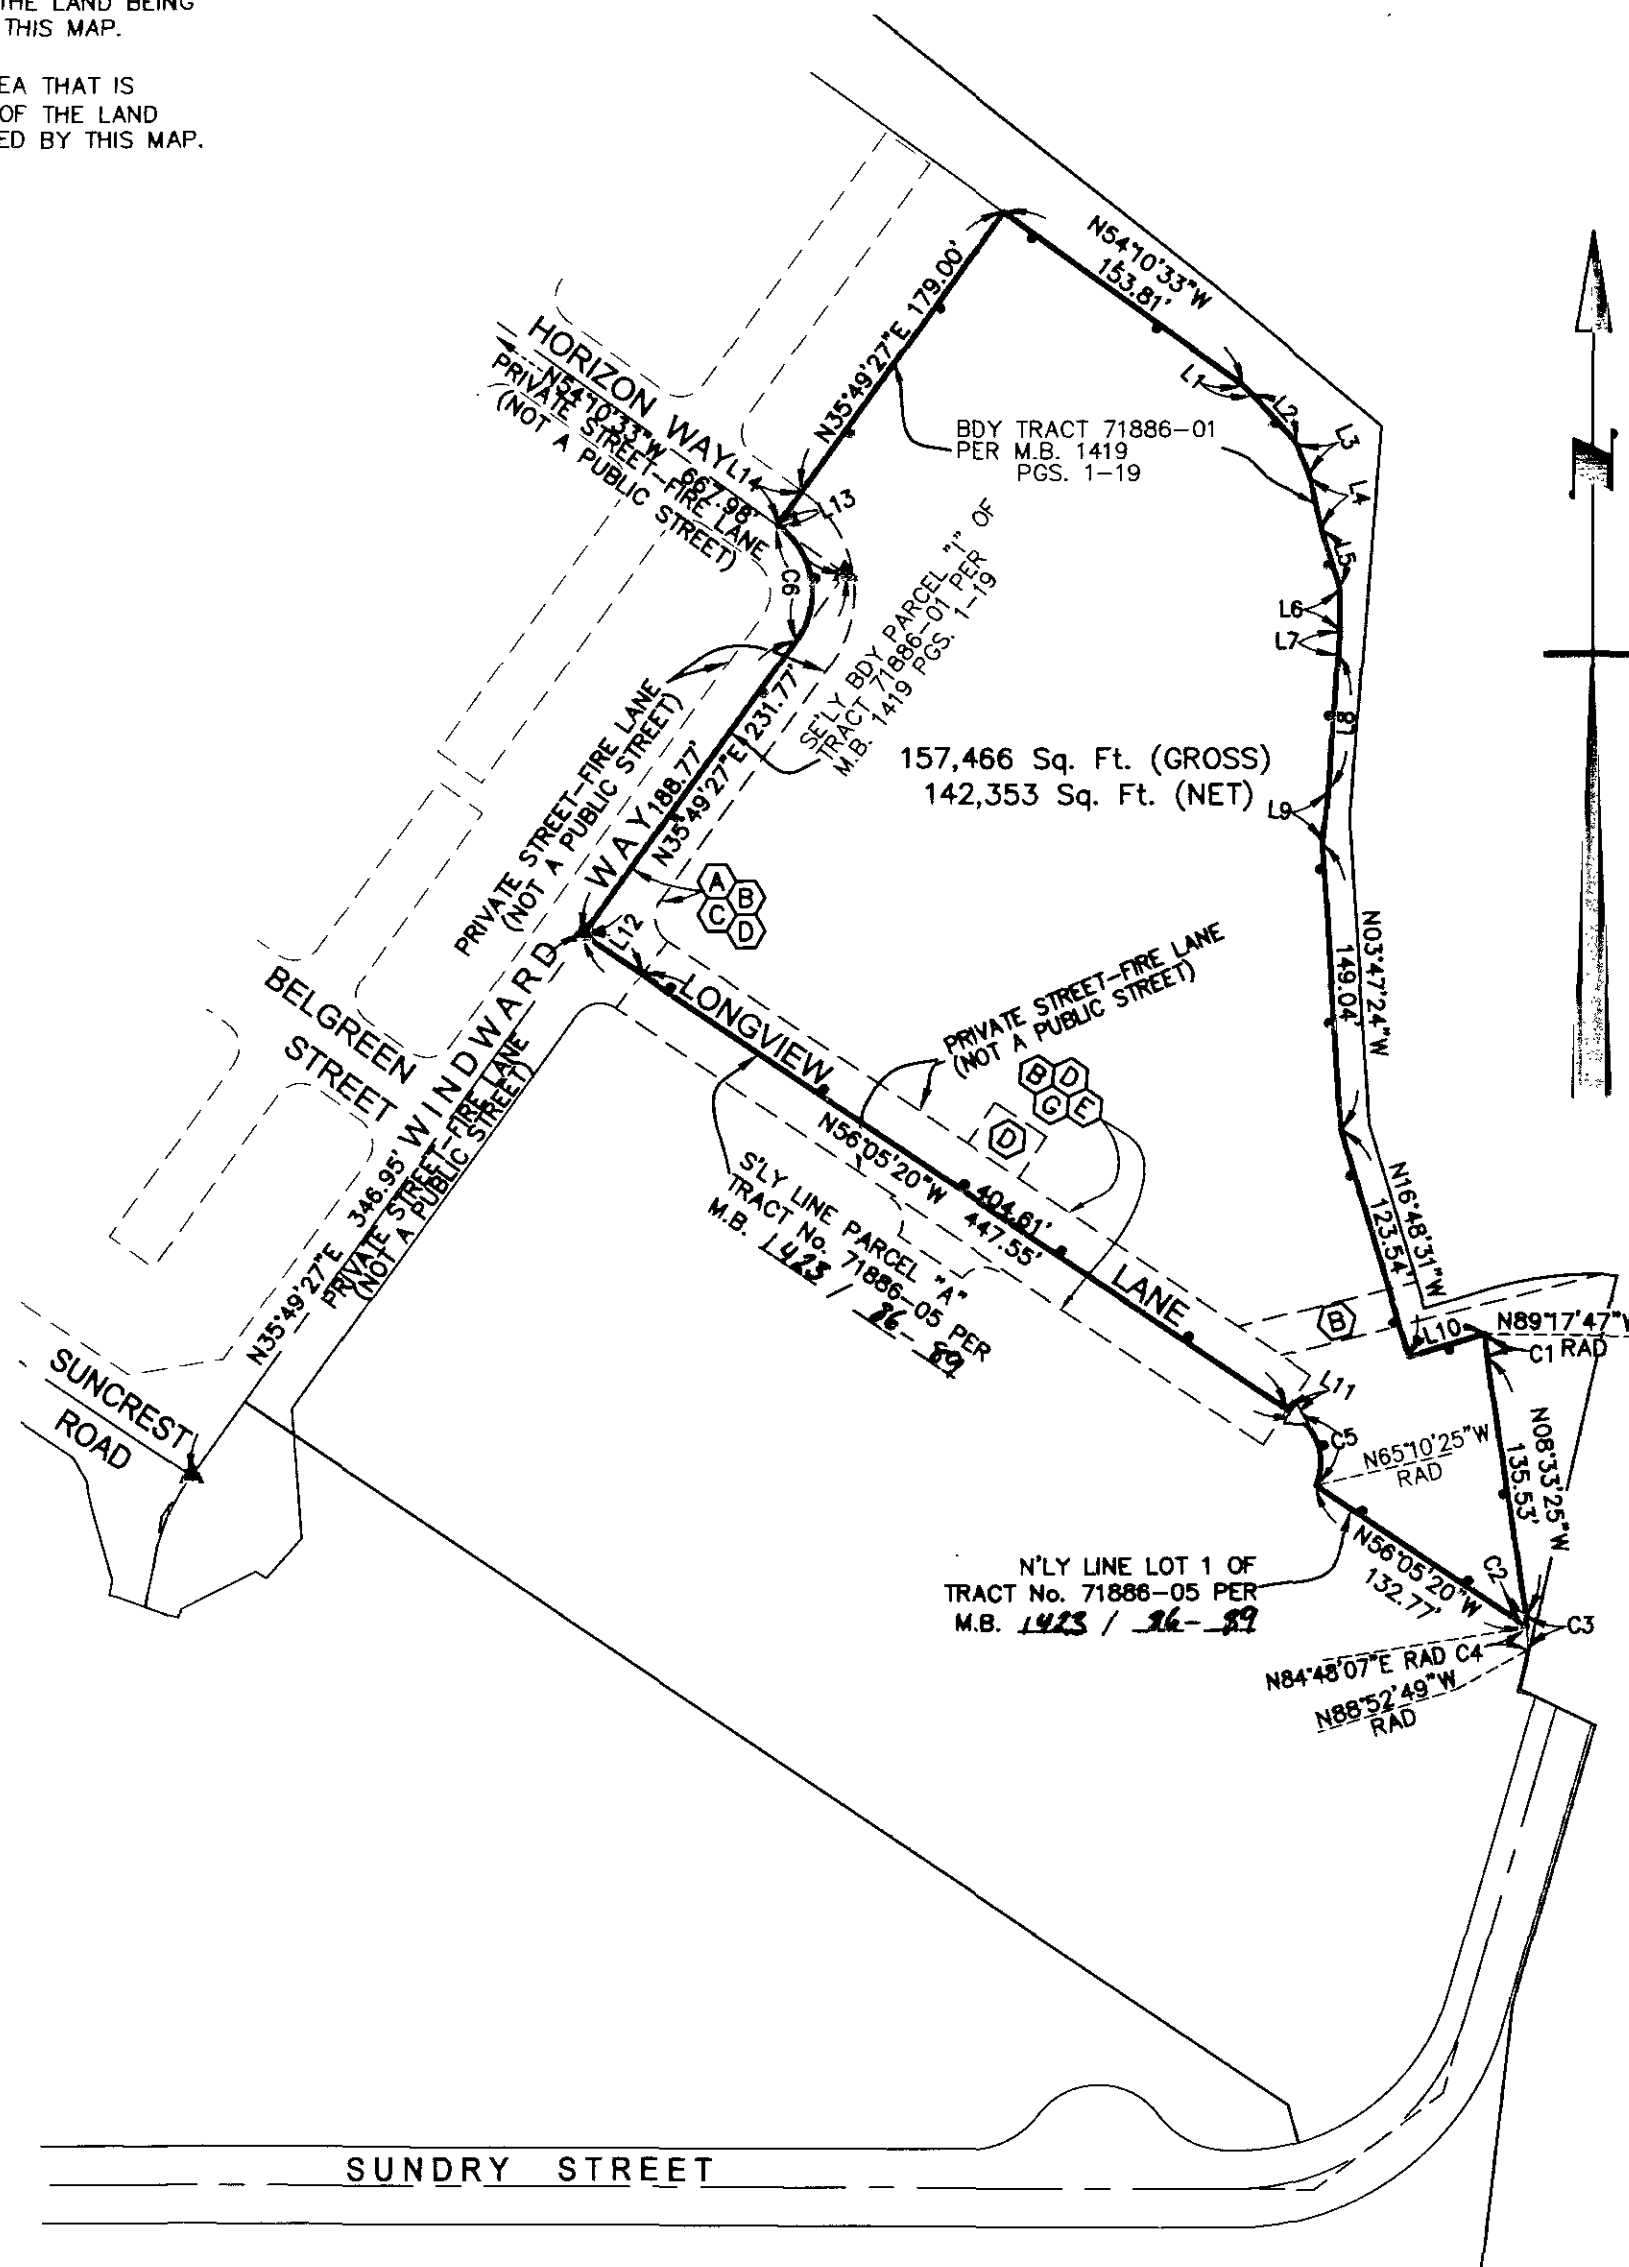 THE LAND BEING
THIS MAP.
EA THAT IS
OF THE LAND
ED BY THIS MAP.
N54°10'33"W
153.81'
N35°49'27"E 179.00'
L1
L2
L3
L4
L5
L6
L7
L8
L9
HORIZON WAY
N54°10'33"W 667.98'
PRIVATE STREET-FIRE LANE
(NOT A PUBLIC STREET)
L14
L13
C6
BDY TRACT 71886-01
PER M.B. 1419
PGS. 1-19
SE'LY BDY PARCEL "1" OF
TRACT 71886-01 PER
M.B. 1419 PGS. 1-19
157,466 Sq. Ft. (GROSS)
142,353 Sq. Ft. (NET)
PRIVATE STREET-FIRE LANE
(NOT A PUBLIC STREET)
188.77'
N35°49'27"E 231.77'
A
B
C
D
L12
WINDWARD WAY
BELGREEN
STREET
N35°49'27"E 346.95'
PRIVATE STREET-FIRE LANE
(NOT A PUBLIC STREET)
SUNCREST
ROAD
LONGVIEW LANE
PRIVATE STREET-FIRE LANE
(NOT A PUBLIC STREET)
B
D
G
E
D
N56°05'20"W 404.61'
447.55'
S'LY LINE PARCEL "A"
TRACT No. 71886-05 PER
M.B. 1423 / 86-89
N03°47'24"W
149.04'
N16°48'31"W
123.54'
B
L10
N89°17'47"W
RAD
C1
L11
C5
N65°10'25"W
RAD
N08°33'25"W
135.53'
N56°05'20"W
132.77'
C2
C3
N'LY LINE LOT 1 OF
TRACT No. 71886-05 PER
M.B. 1423 / 86-89
N84°48'07"E RAD C4
N88°52'49"W
RAD
SUNDRY STREET